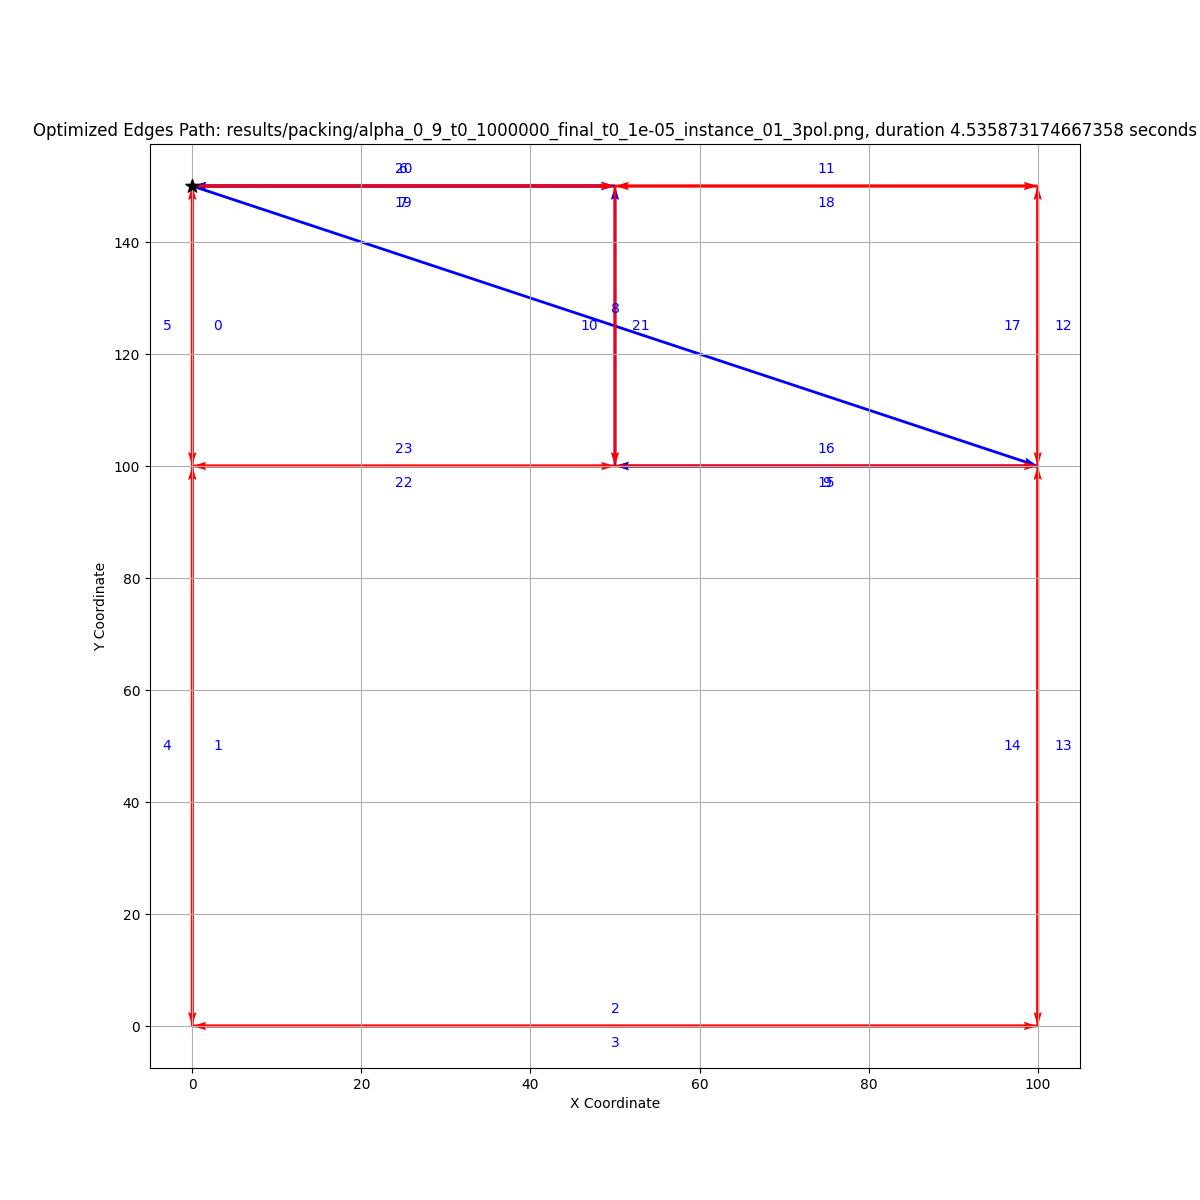 Optimized Edges Path: results/packing/alpha_0_9_t0_1000000_final_t0_1e-05_instance_01_3pol.png, duration 4.535873174667358 seconds
11
18
8
5 0 10 21 17 12
23 16
22
4 1 14 13
2
3
140
120
100
80
60
40
20
0
0 20 40 60 80 100
X Coordinate
Y Coordinate